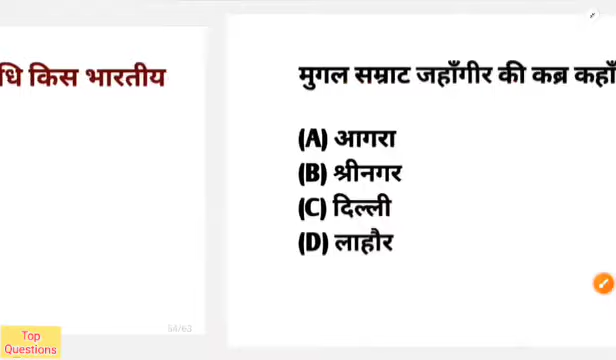 धि किस भारतीय
मुगल सम्राट जहाँगीर की कब्र कहाँ
(A) आगरा
(B) श्रीनगर
(C) दिल्ली
(D) लाहौर
54/63
Top
Questions